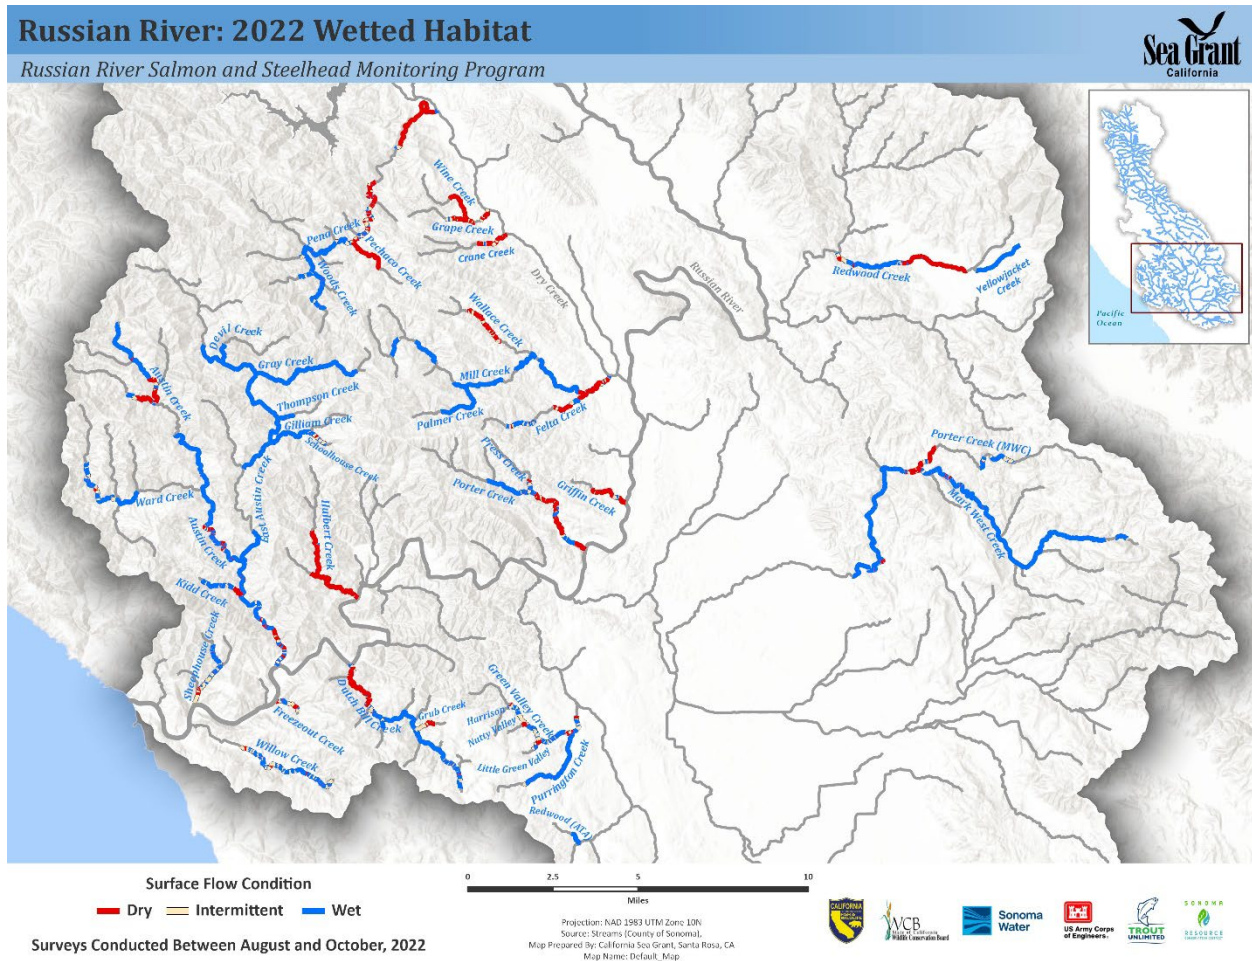 Russian River: 2022 Wetted Habitat
Russian River Salmon and Steelhead Monitoring Program
Sea Grant
California
Pacific
Ocean
Wine Creek
Grape Creek
Crane Creek
Pena Creek
Pechaco Creek
Woods Creek
Dry Creek
Russian River
Redwood Creek
Yellowjacket
Creek
Wallace Creek
Devil Creek
Gray Creek
Austin Creek
Thompson Creek
Gilliam Creek
Schoolhouse Creek
Mill Creek
Palmer Creek
Felta Creek
Press Creek
Porter Creek
Griffin Creek
Porter Creek (MWC)
Mark West Creek
Ward Creek
East Austin Creek
Austin Creek
Hulbert Creek
Kidd Creek
Sheephouse Creek
Freezeout Creek
Willow Creek
Dutch Bill Creek
Grub Creek
Green Valley Creek
Harrison
Nutty Valley
Little Green Valley
Purrington Creek
Redwood (ATA)
Surface Flow Condition
Dry Intermittent Wet
Surveys Conducted Between August and October, 2022
0 2.5 5 10
Miles
Projection: NAD 1983 UTM Zone 10N
Source: Streams (County of Sonoma),
Map Prepared By: California Sea Grant, Santa Rosa, CA
Map Name: Default_Map
CALIFORNIA
WCB
Wildlife Conservation Board
Sonoma
Water
US Army Corps
of Engineers
TROUT
UNLIMITED
SONOMA
RESOURCE